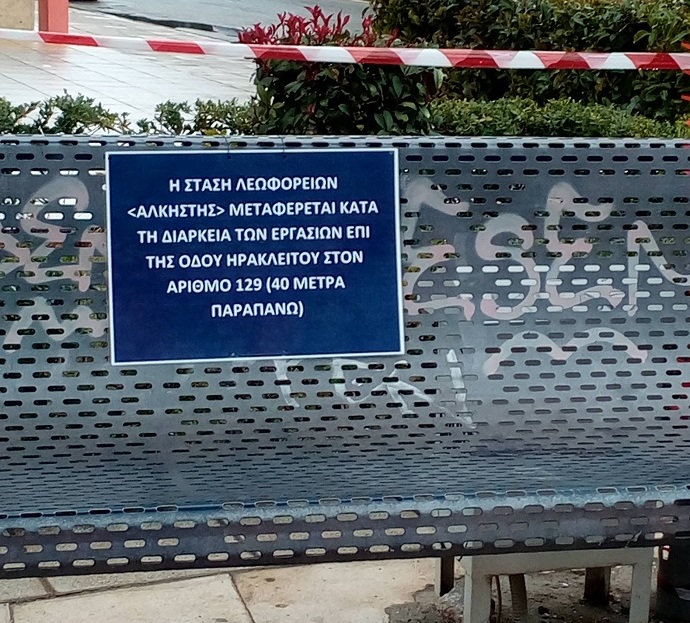 Η ΣΤΑΣΗ ΛΕΩΦΟΡΕΙΩΝ
<ΑΛΚΗΣΤΗΣ> ΜΕΤΑΦΕΡΕΤΑΙ ΚΑΤΑ
ΤΗ ΔΙΑΡΚΕΙΑ ΤΩΝ ΕΡΓΑΣΙΩΝ ΕΠΙ
ΤΗΣ ΟΔΟΥ ΗΡΑΚΛΕΙΤΟΥ ΣΤΟΝ
ΑΡΙΘΜΟ 129 (40 ΜΕΤΡΑ
ΠΑΡΑΠΑΝΩ)